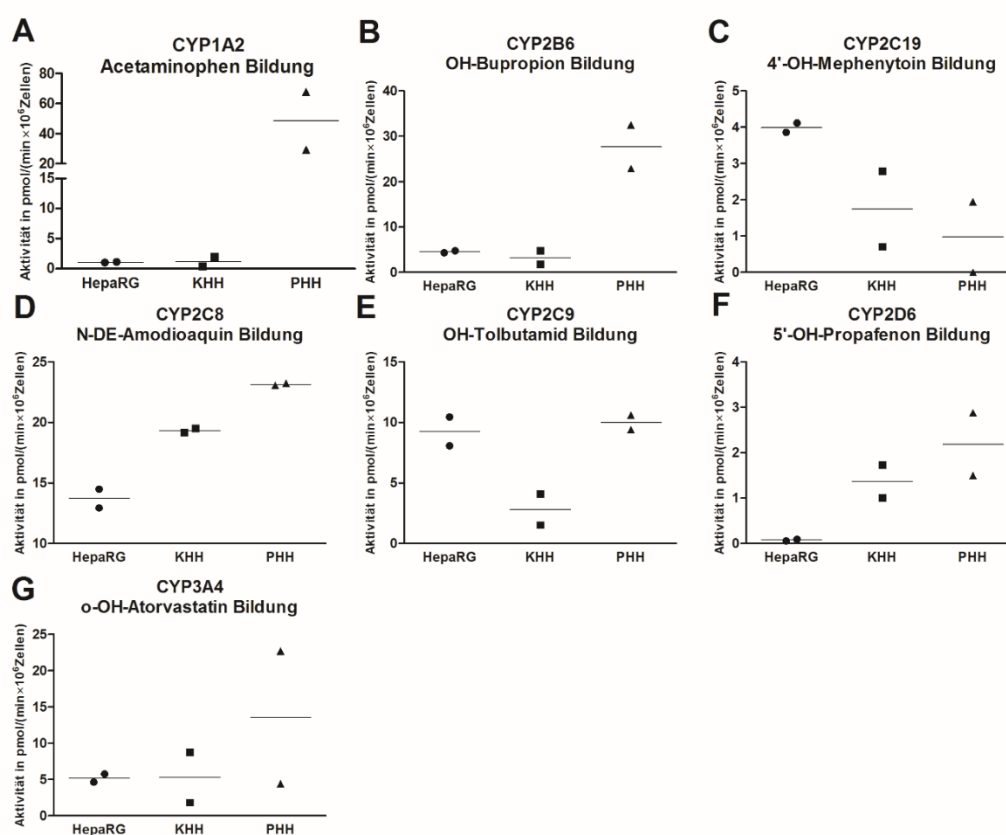 A
CYP1A2
Acetaminophen Bildung
Aktivität in pmol/(min×10⁶Zellen)
80
60
40
20
15
10
5
0
HepaRG KHH PHH
B
CYP2B6
OH-Bupropion Bildung
Aktivität in pmol/(min×10⁶Zellen)
40
30
20
10
0
HepaRG KHH PHH
C
CYP2C19
4'-OH-Mephenytoin Bildung
Aktivität in pmol/(min×10⁶Zellen)
5
4
3
2
1
0
HepaRG KHH PHH
D
CYP2C8
N-DE-Amodioaquin Bildung
Aktivität in pmol/(min×10⁶Zellen)
25
20
15
10
HepaRG KHH PHH
E
CYP2C9
OH-Tolbutamid Bildung
Aktivität in pmol/(min×10⁶Zellen)
15
10
5
0
HepaRG KHH PHH
F
CYP2D6
5'-OH-Propafenon Bildung
Aktivität in pmol/(min×10⁶Zellen)
4
3
2
1
0
HepaRG KHH PHH
G
CYP3A4
o-OH-Atorvastatin Bildung
Aktivität in pmol/(min×10⁶Zellen)
25
20
15
10
5
0
HepaRG KHH PHH